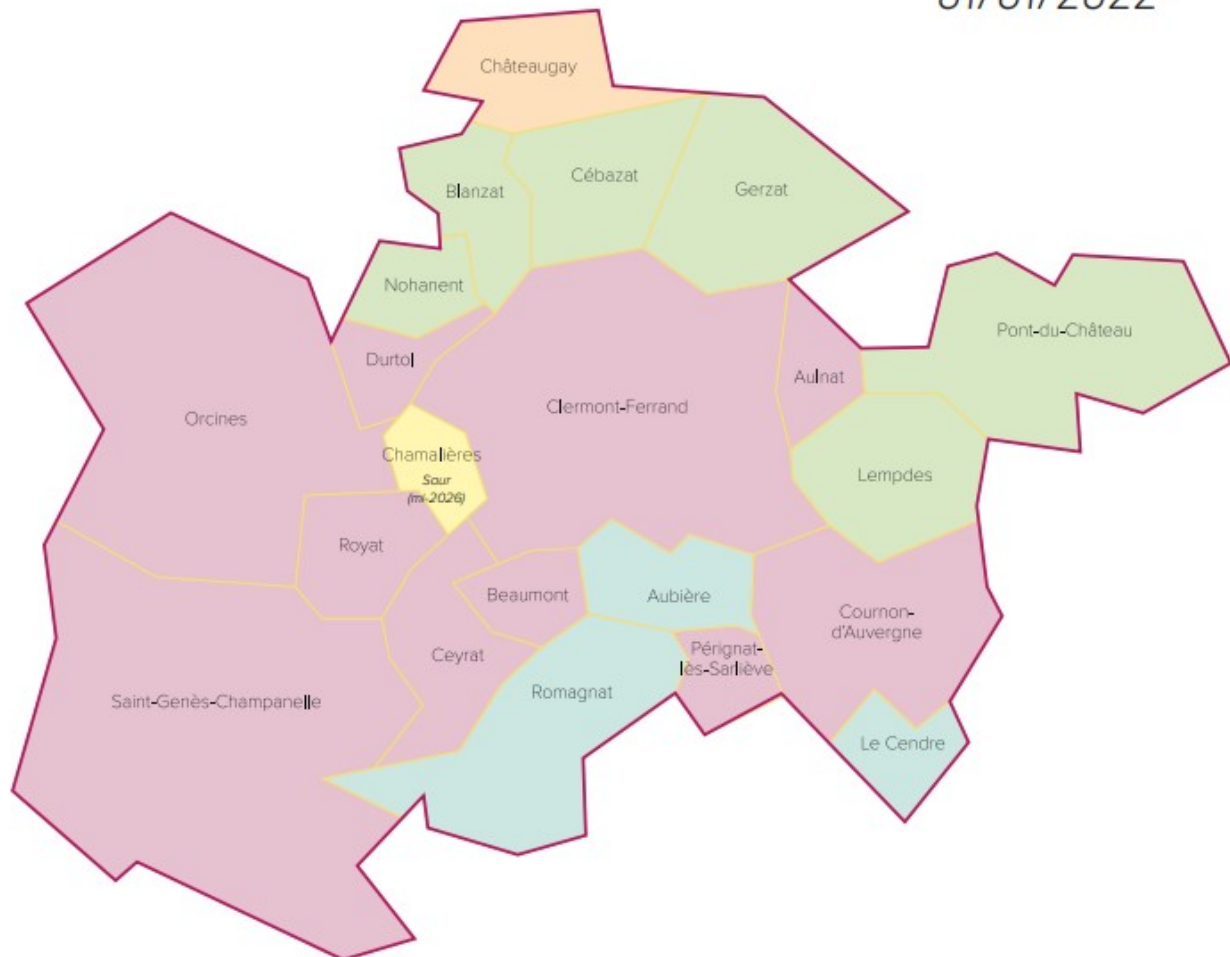 01/01/2022
Châteaugay
Cébazat
Blanzat
Gerzat
Nohanent
Pont-du-Château
Durtol
Aulnat
Orcines
Clermont-Ferrand
Chamalières
Saur
(mi-2026)
Lempdes
Royat
Beaumont
Aubière
Cournon-
d'Auvergne
Ceyrat
Pérignat-
lès-Sarliève
Romagnat
Saint-Genès-Champanelle
Le Cendre